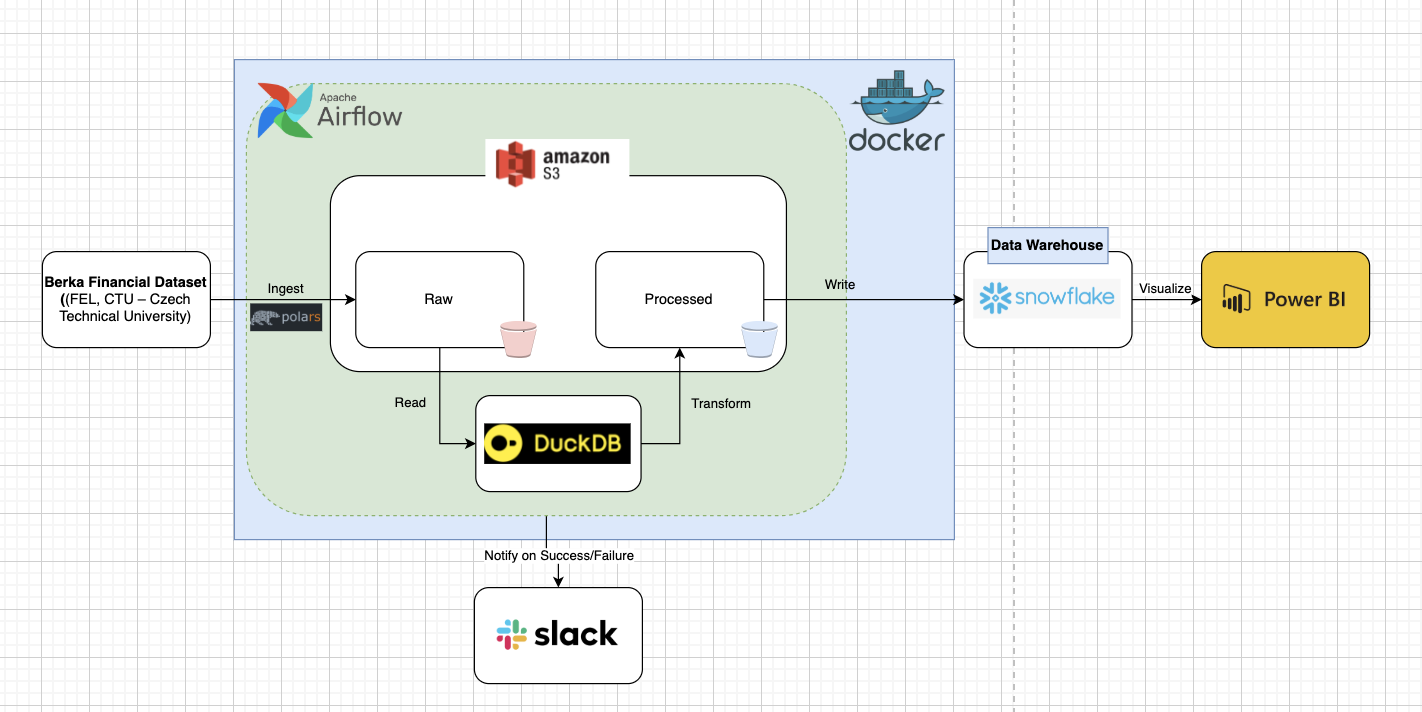 Apache
Airflow
docker
amazon
S3
Data Warehouse
Berka Financial Dataset
((FEL, CTU – Czech
Technical University)
Ingest
polars
Raw
Processed
Write
snowflake
Visualize
Power BI
Read
Transform
DuckDB
Notify on Success/Failure
slack